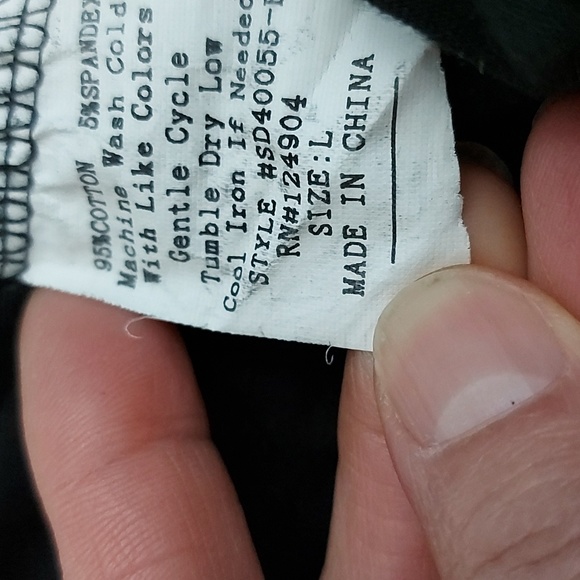 95%COTTON 5%SPANDEX
Machine Wash Cold
With Like Colors
Gentle Cycle
Tumble Dry Low
Cool Iron If Needed
STYLE #SD40055-
RN#124904
SIZE:L
MADE IN CHINA